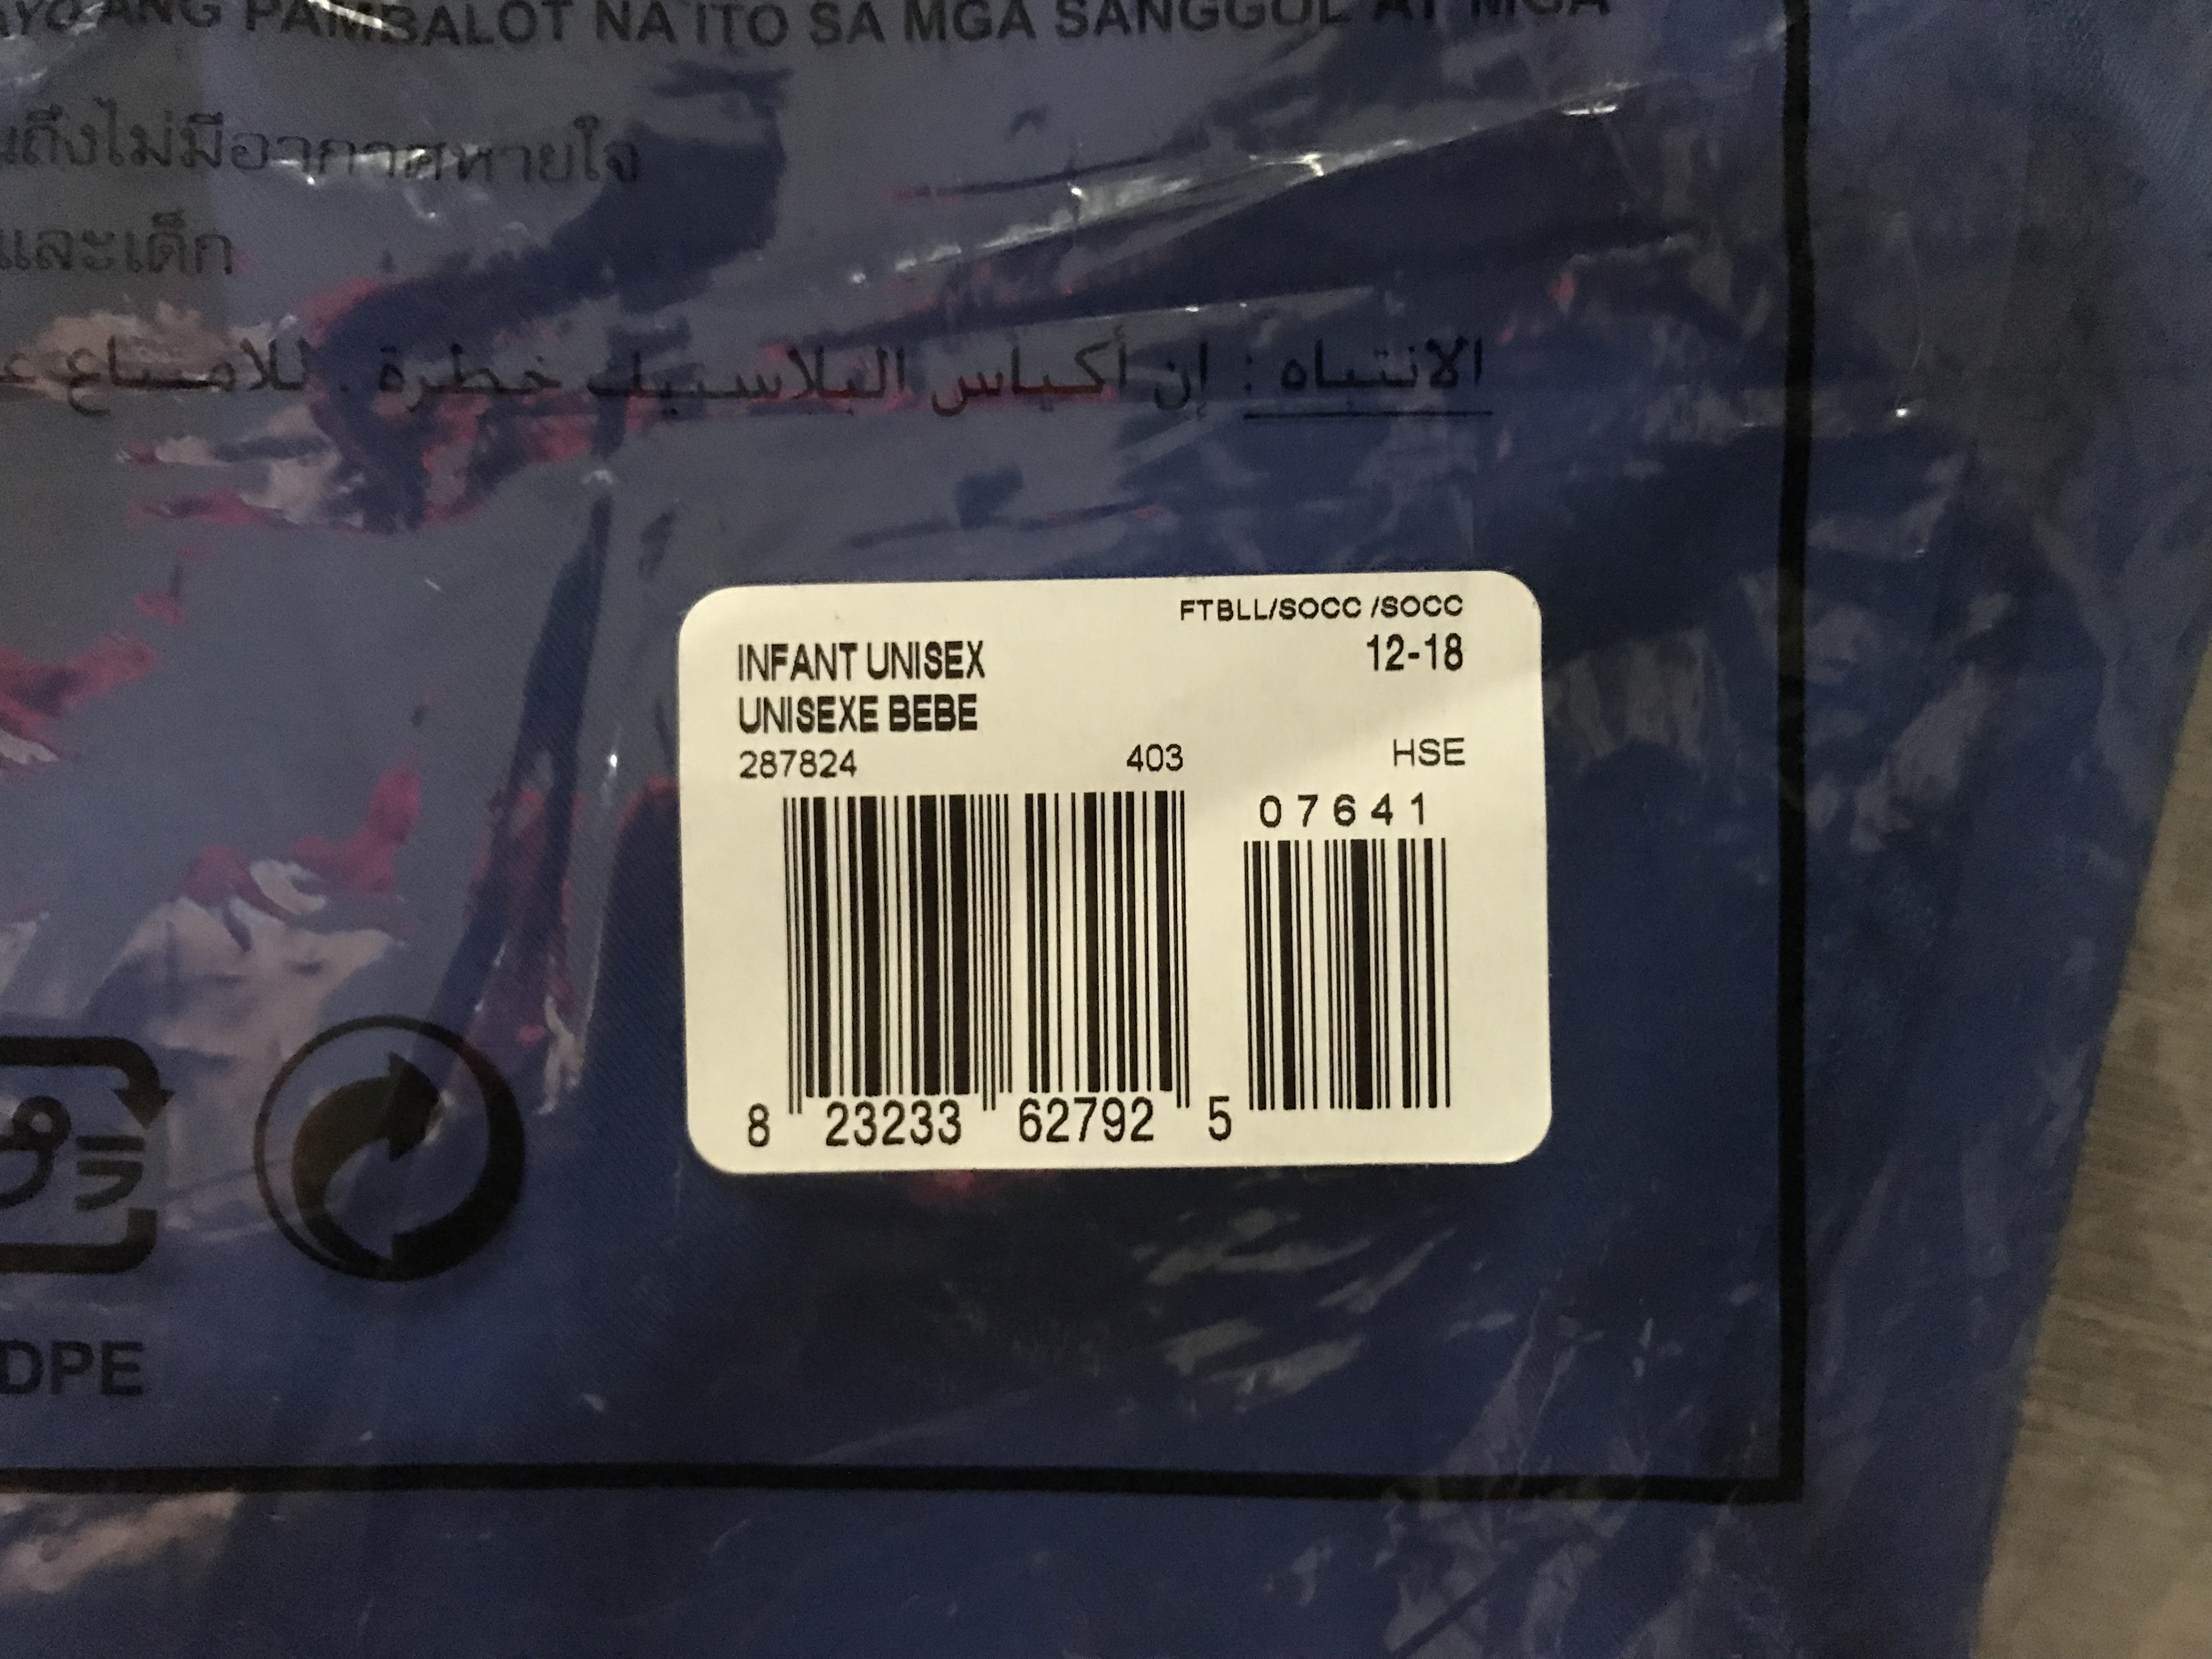 ANG PAMBALOT NA ITO SA MGA SANGGOL AT MGA
นถึงไม่มีอากาศหายใจ
และเด็ก
الانتباه : إن أكياس البلاستيك خطرة .
FTBLL/SOCC /SOCC
INFANT UNISEX 12-18
UNISEXE BEBE
287824 403 HSE
07641
8 23233 62792 5
DPE